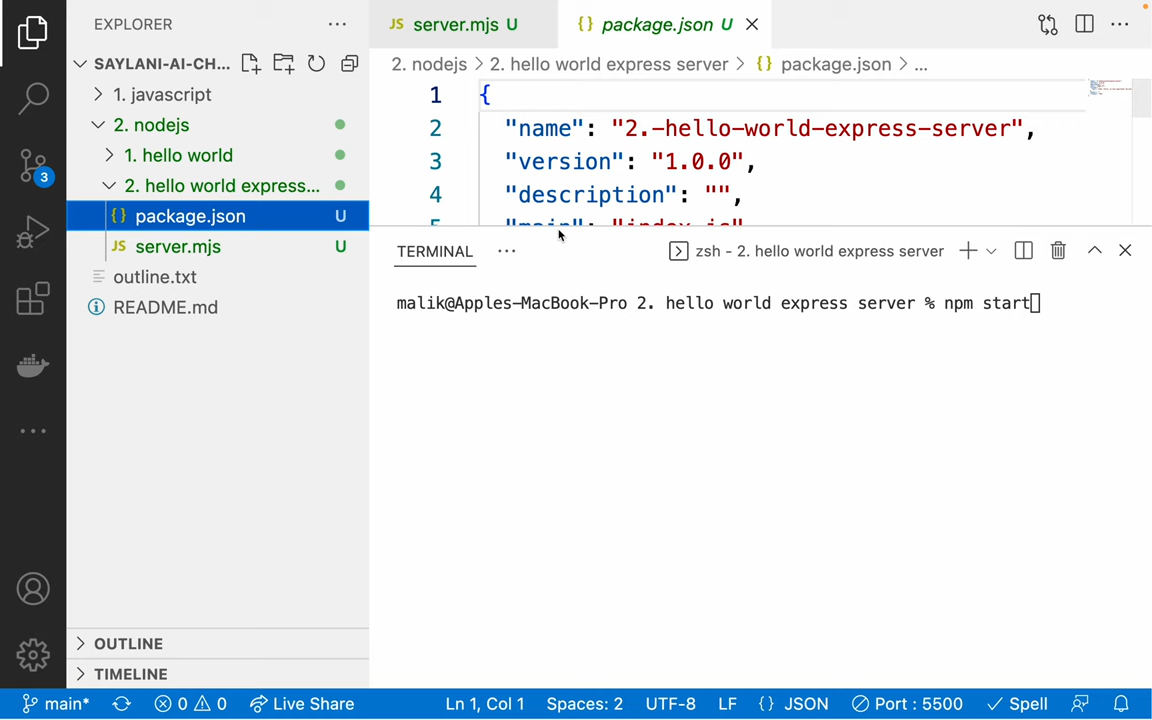 EXPLORER
SAYLANI-AI-CH...
1. javascript
2. nodejs
1. hello world
2. hello world express...
package.json U
server.mjs U
outline.txt
README.md
OUTLINE
TIMELINE
3
JS server.mjs U
{} package.json U
2. nodejs > 2. hello world express server > {} package.json > ...
1 {
2 "name": "2.-hello-world-express-server",
3 "version": "1.0.0",
4 "description": "",
5 "main": "index.js"
TERMINAL
zsh - 2. hello world express server
malik@Apples-MacBook-Pro 2. hello world express server % npm start
main* 0 0 Live Share Ln 1, Col 1 Spaces: 2 UTF-8 LF {} JSON Port : 5500 Spell